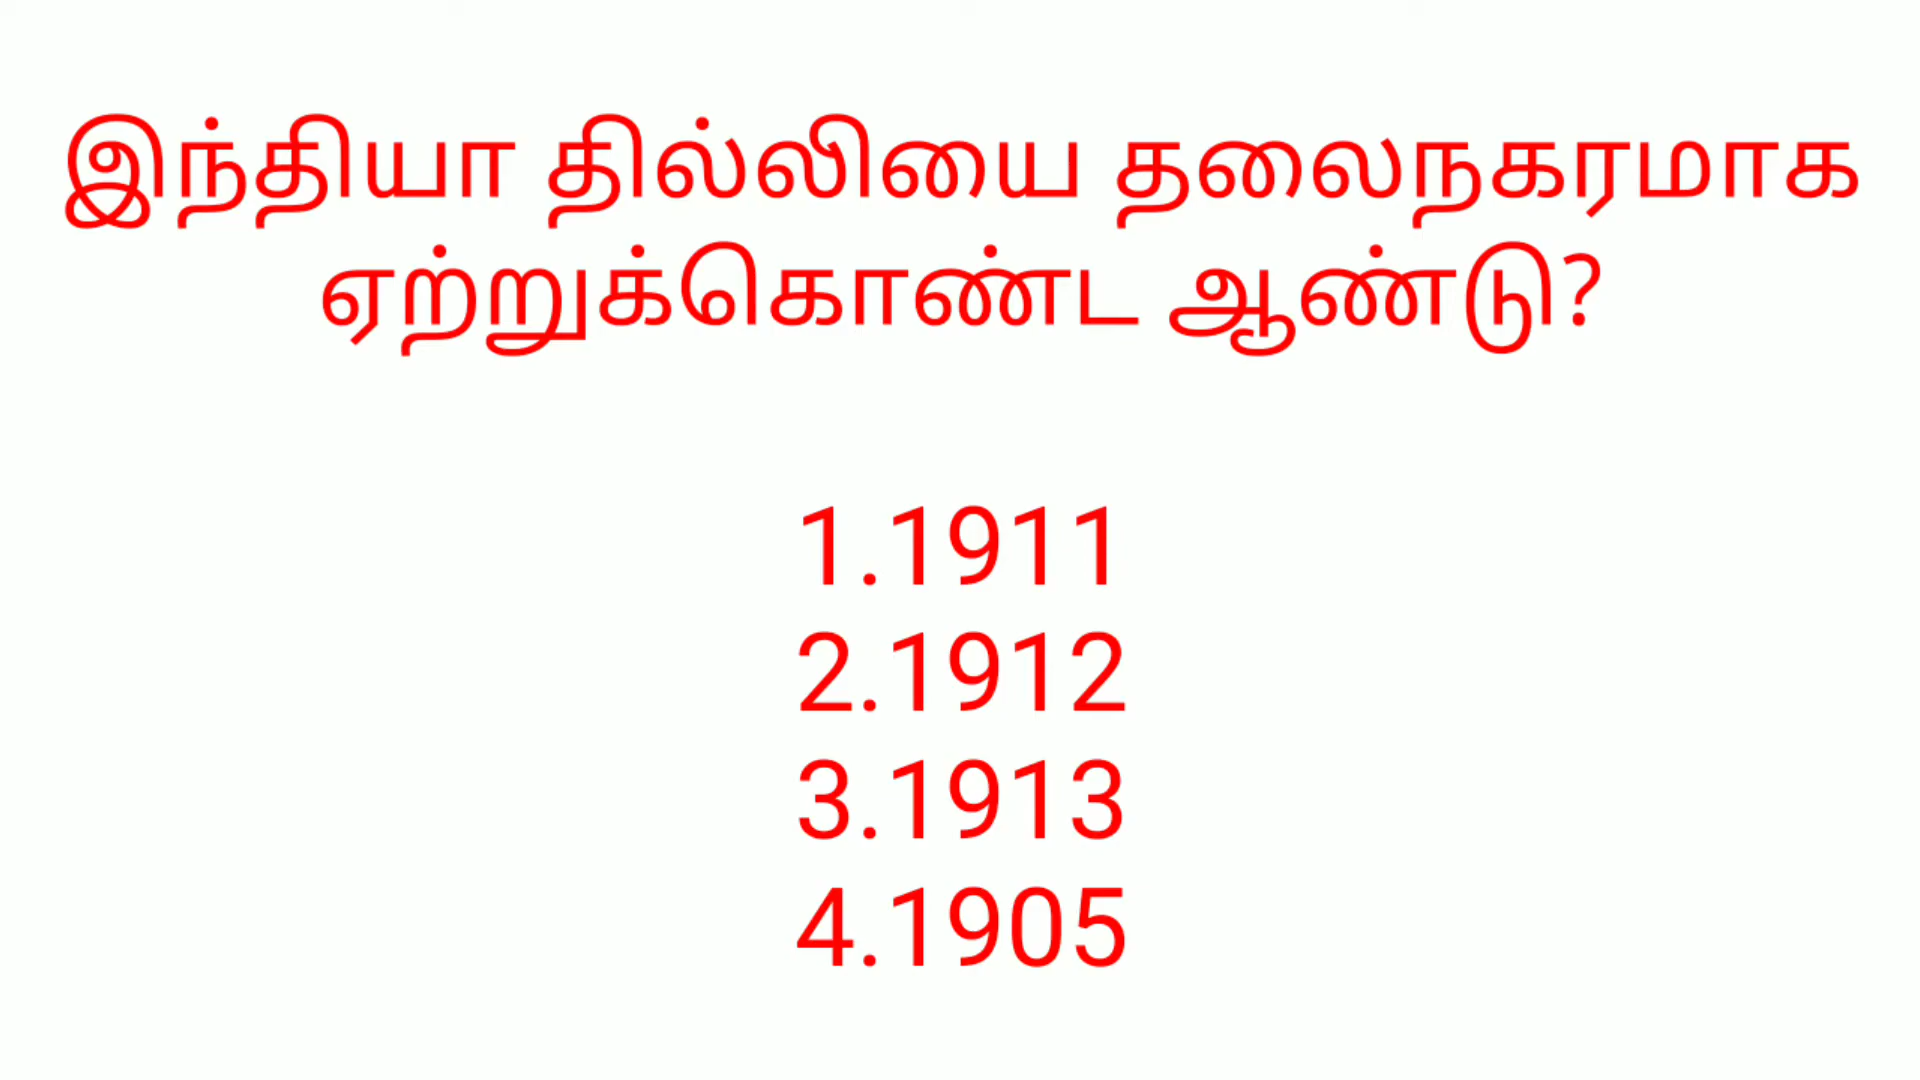 இந்தியா தில்லியை தலைநகரமாக
ஏற்றுக்கொண்ட ஆண்டு?
1.1911
2.1912
3.1913
4.1905